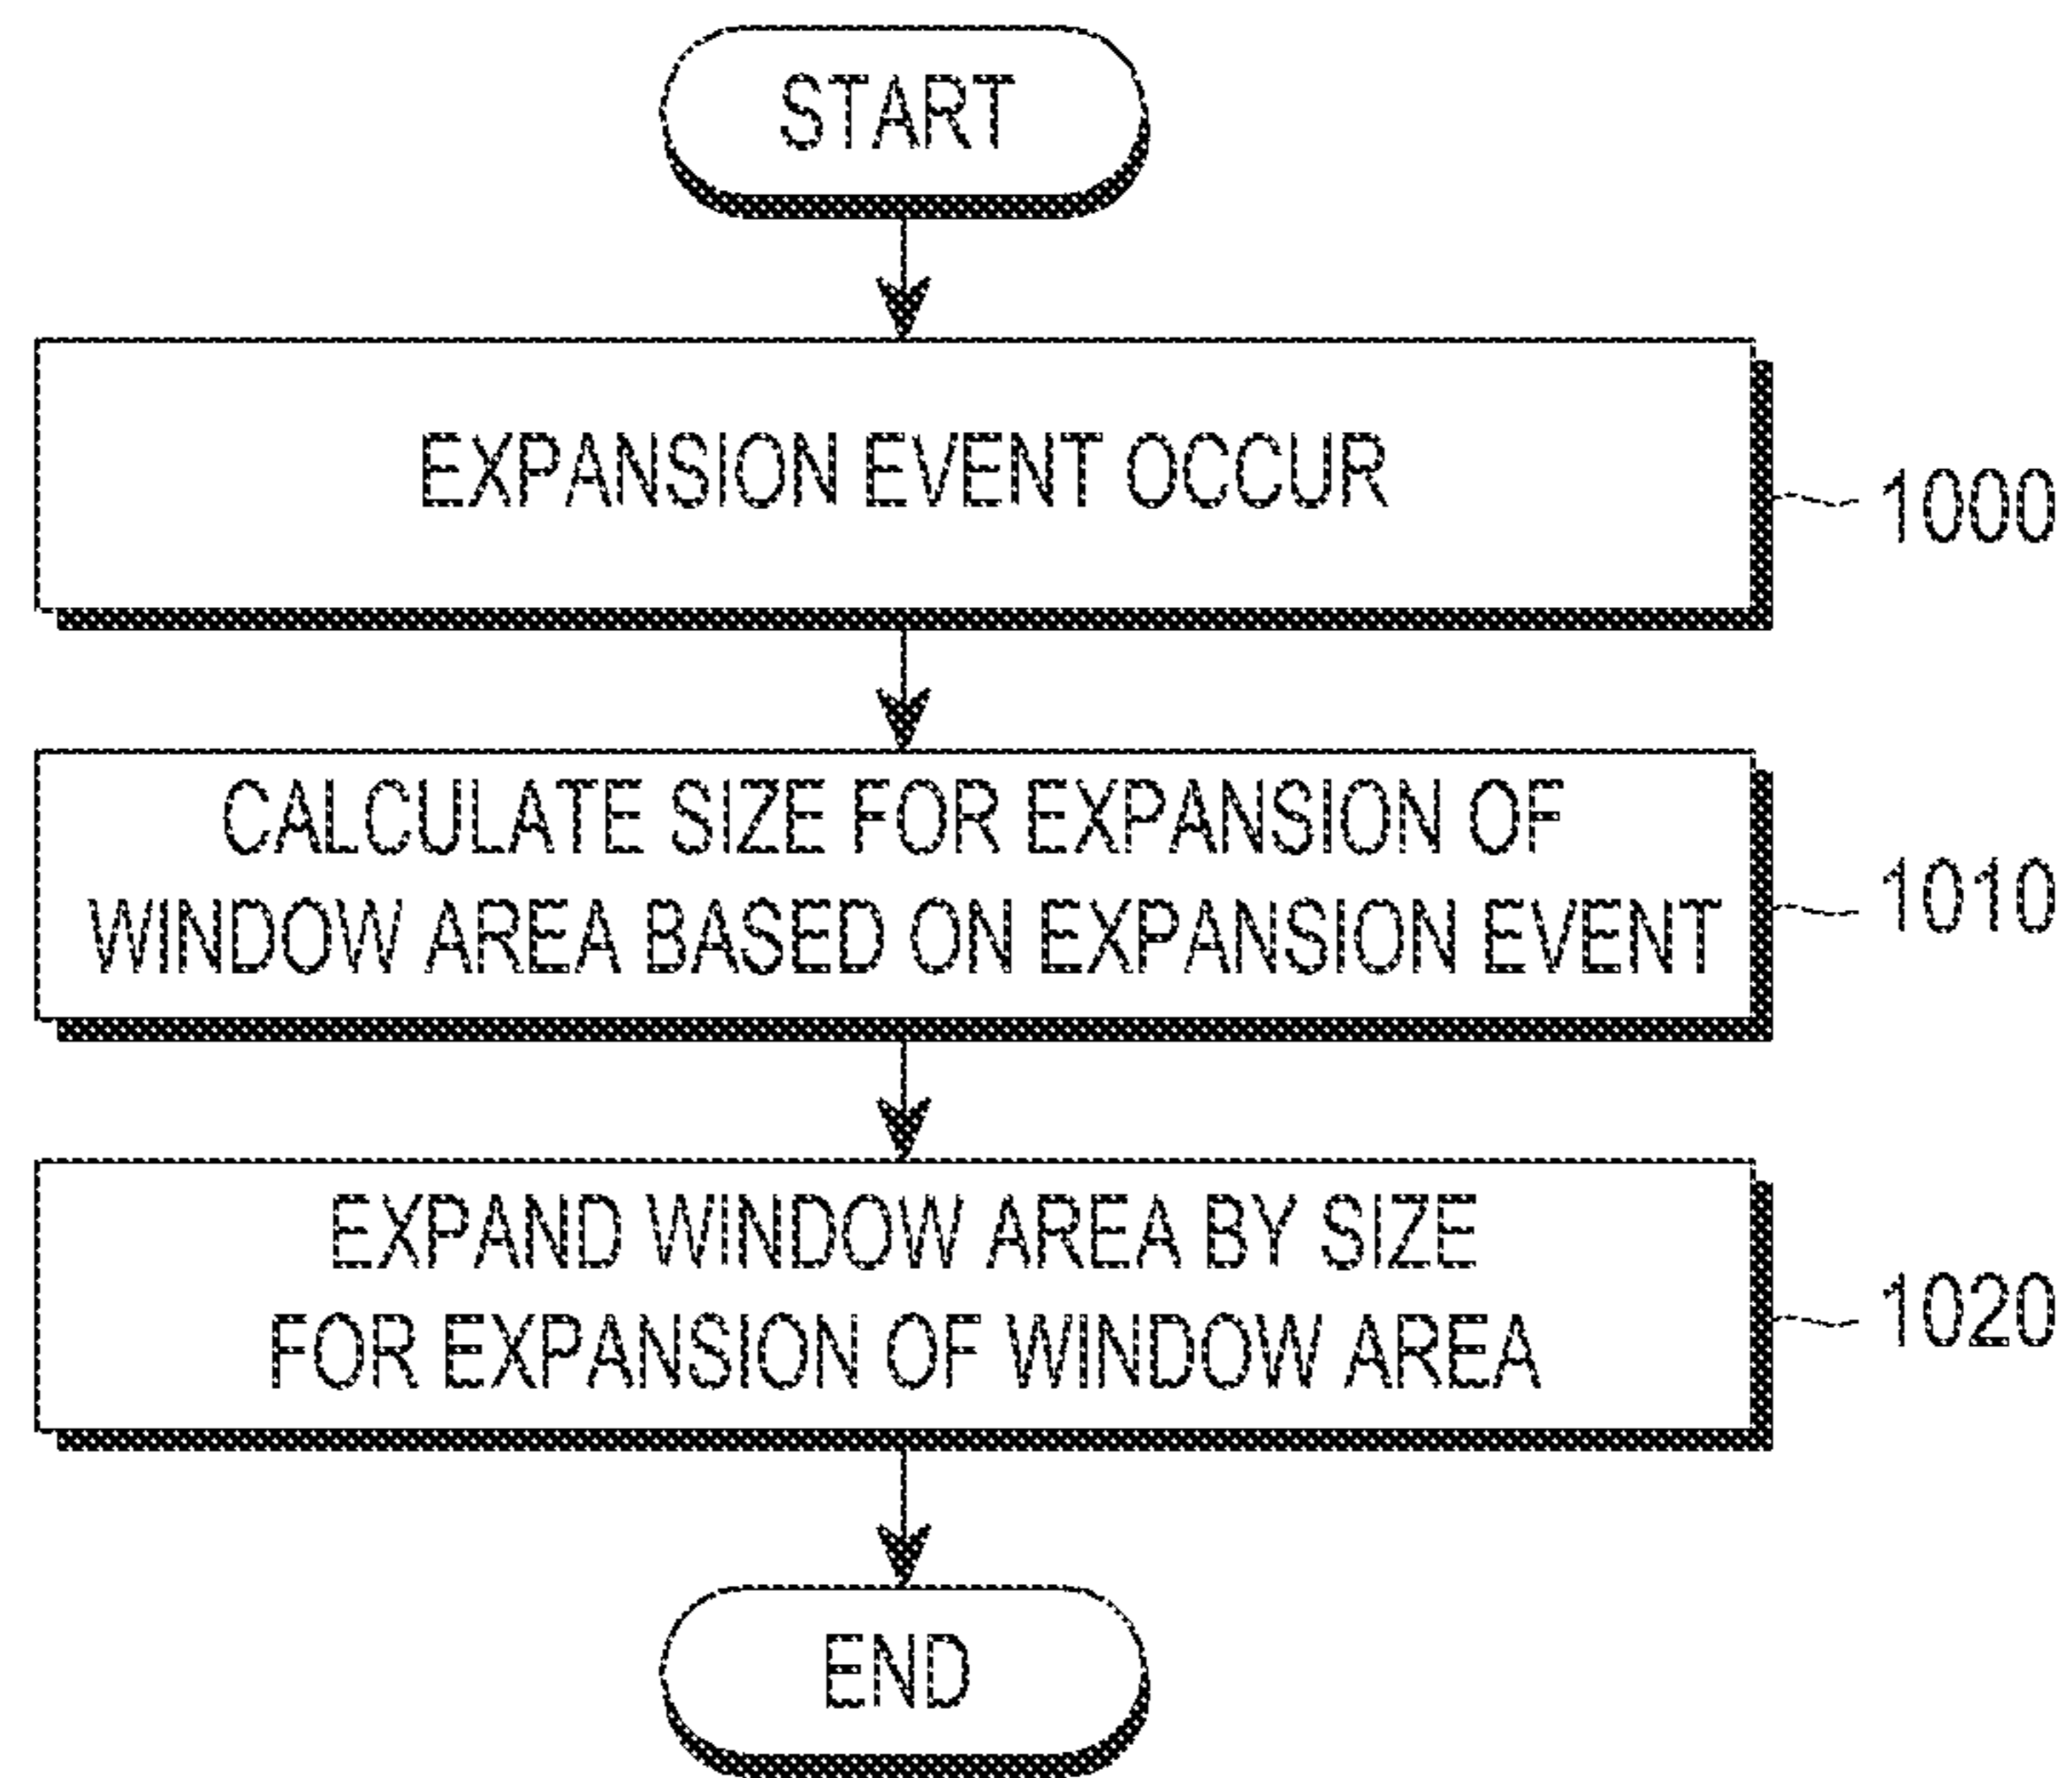 START
EXPANSION EVENT OCCUR
1000
CALCULATE SIZE FOR EXPANSION OF
WINDOW AREA BASED ON EXPANSION EVENT
1010
EXPAND WINDOW AREA BY SIZE
FOR EXPANSION OF WINDOW AREA
1020
END